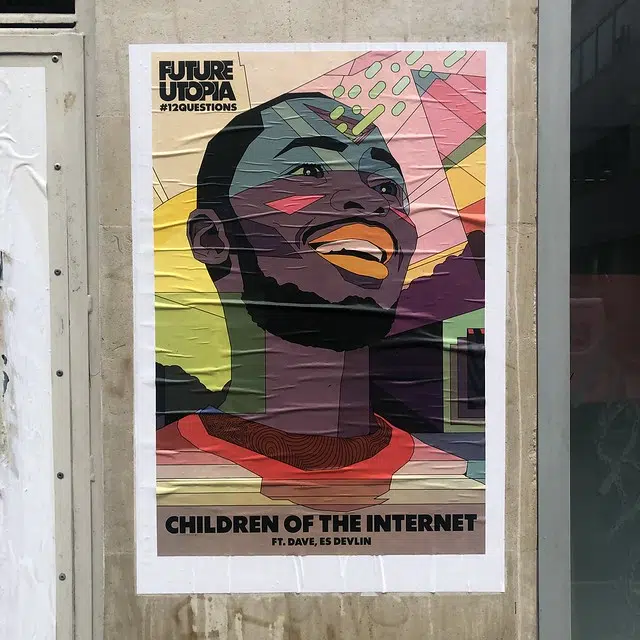 FUTURE
UTOPIA
#12QUESTIONS
CHILDREN OF THE INTERNET
FT. DAVE, ES DEVLIN